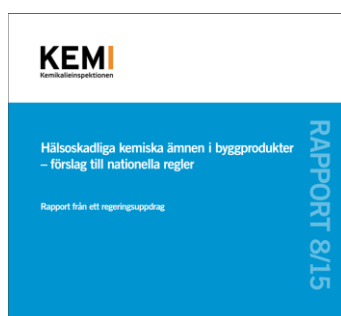 KEMI
Kemikalieinspektionen
Hälsoskadliga kemiska ämnen i byggprodukter
– förslag till nationella regler
Rapport från ett regeringsuppdrag
RAPPORT 8/15